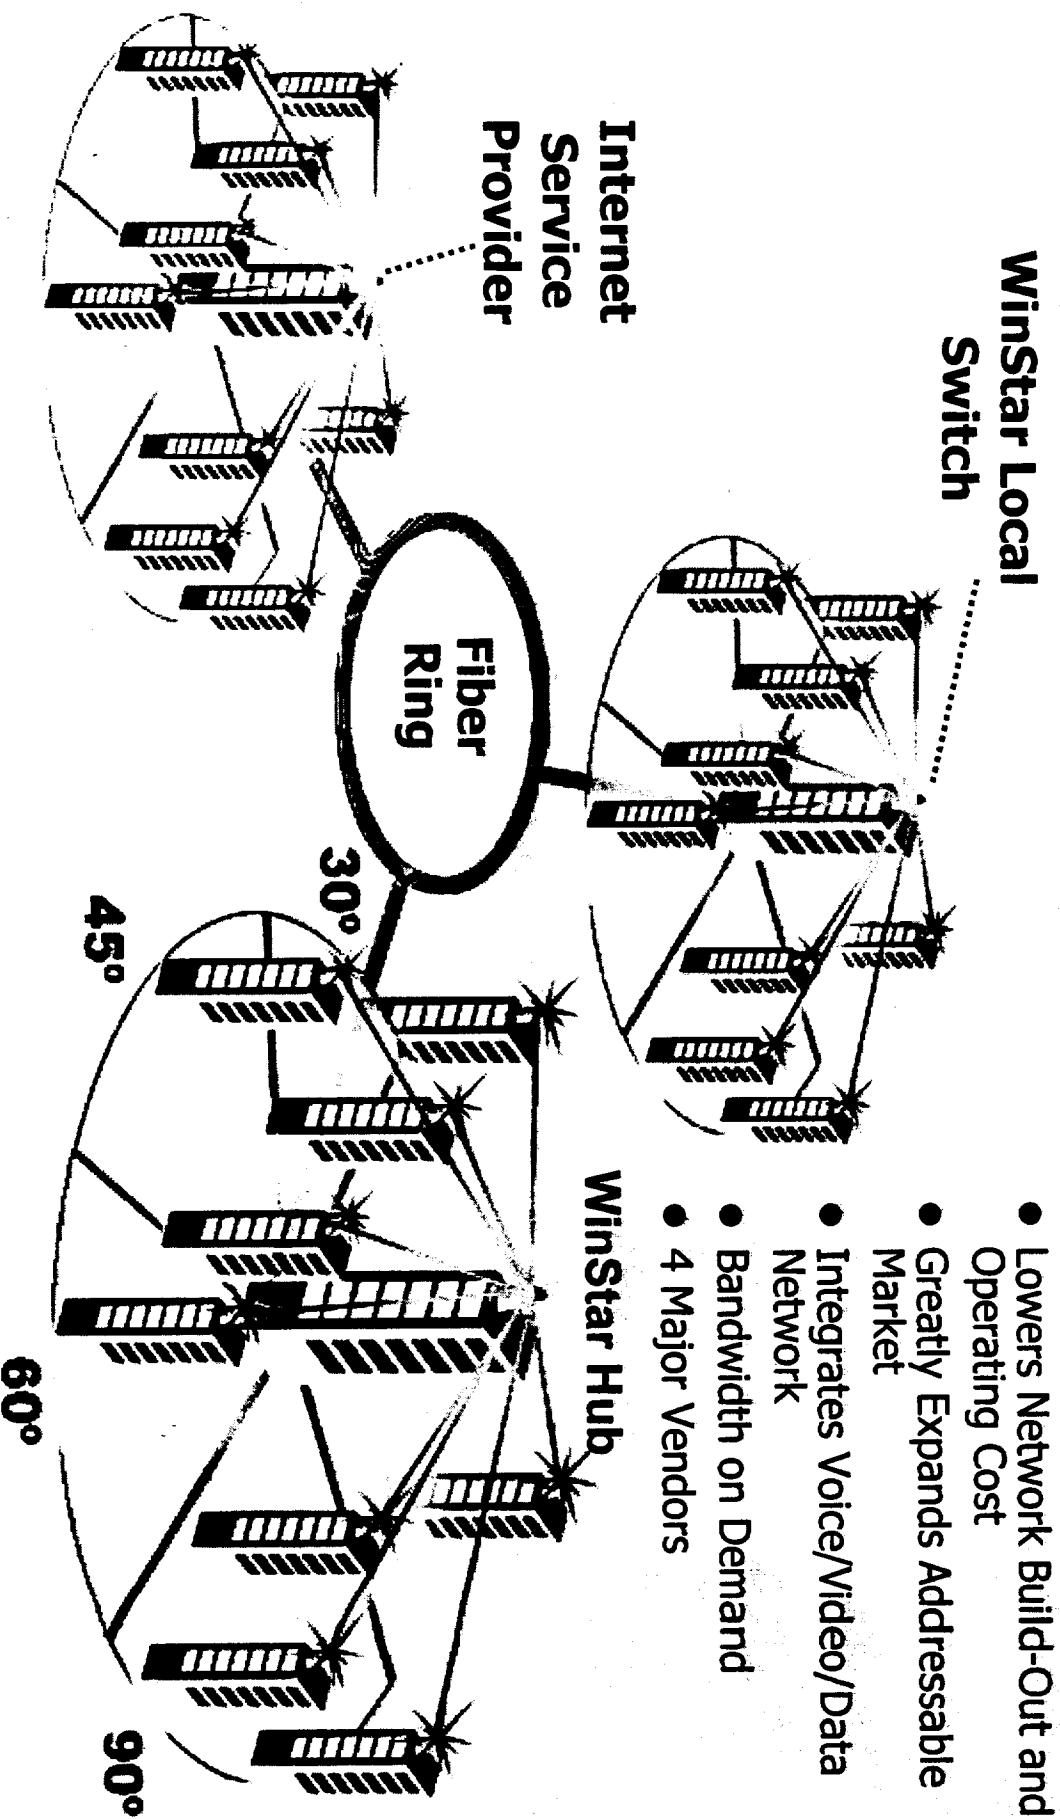 WinStar Local
Switch
● Lowers Network Build-Out and
Operating Cost
● Greatly Expands Addressable
Market
● Integrates Voice/Video/Data
Network
● Bandwidth on Demand
● 4 Major Vendors
Internet
Service
Provider
WinStar Hub
Fiber
Ring
30°
45°
60°
90°